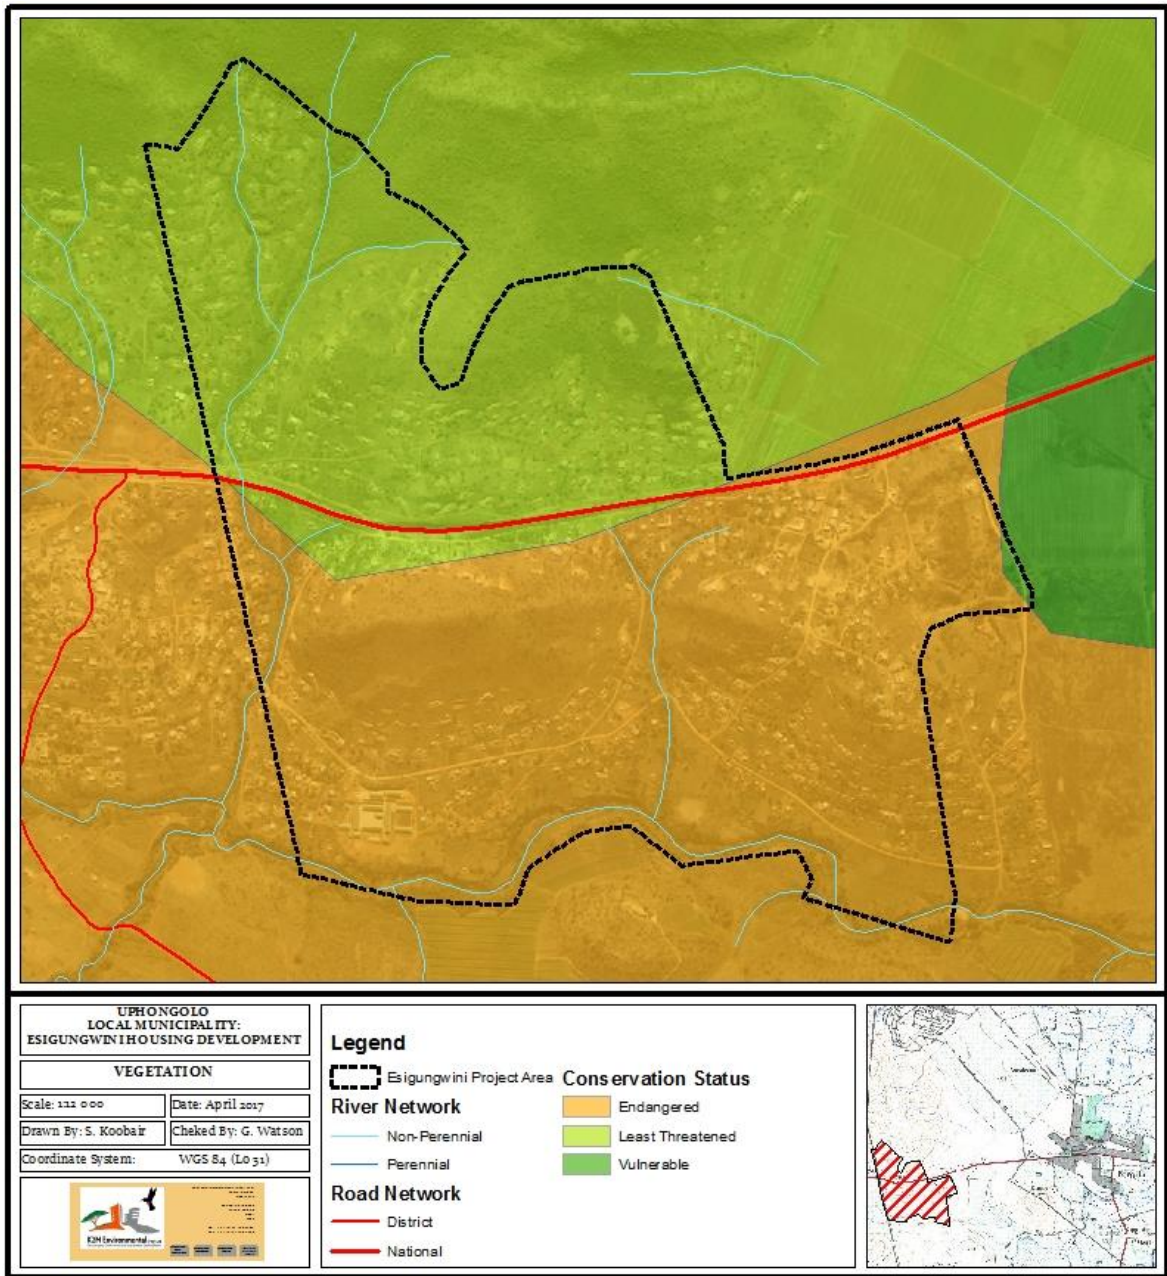 UPHONGOLO
LOCAL MUNICIPALITY:
ESIGUNGWINI HOUSING DEVELOPMENT
VEGETATION
Scale: 1:12 000
Date: April 2017
Drawn By: S. Koobair
Cheked By: G. Watson
Coordinate System: WGS 84 (Lo 31)
K2M Environmental
Legend
Esigungwini Project Area
River Network
Non-Perennial
Perennial
Road Network
District
National
Conservation Status
Endangered
Least Threatened
Vulnerable